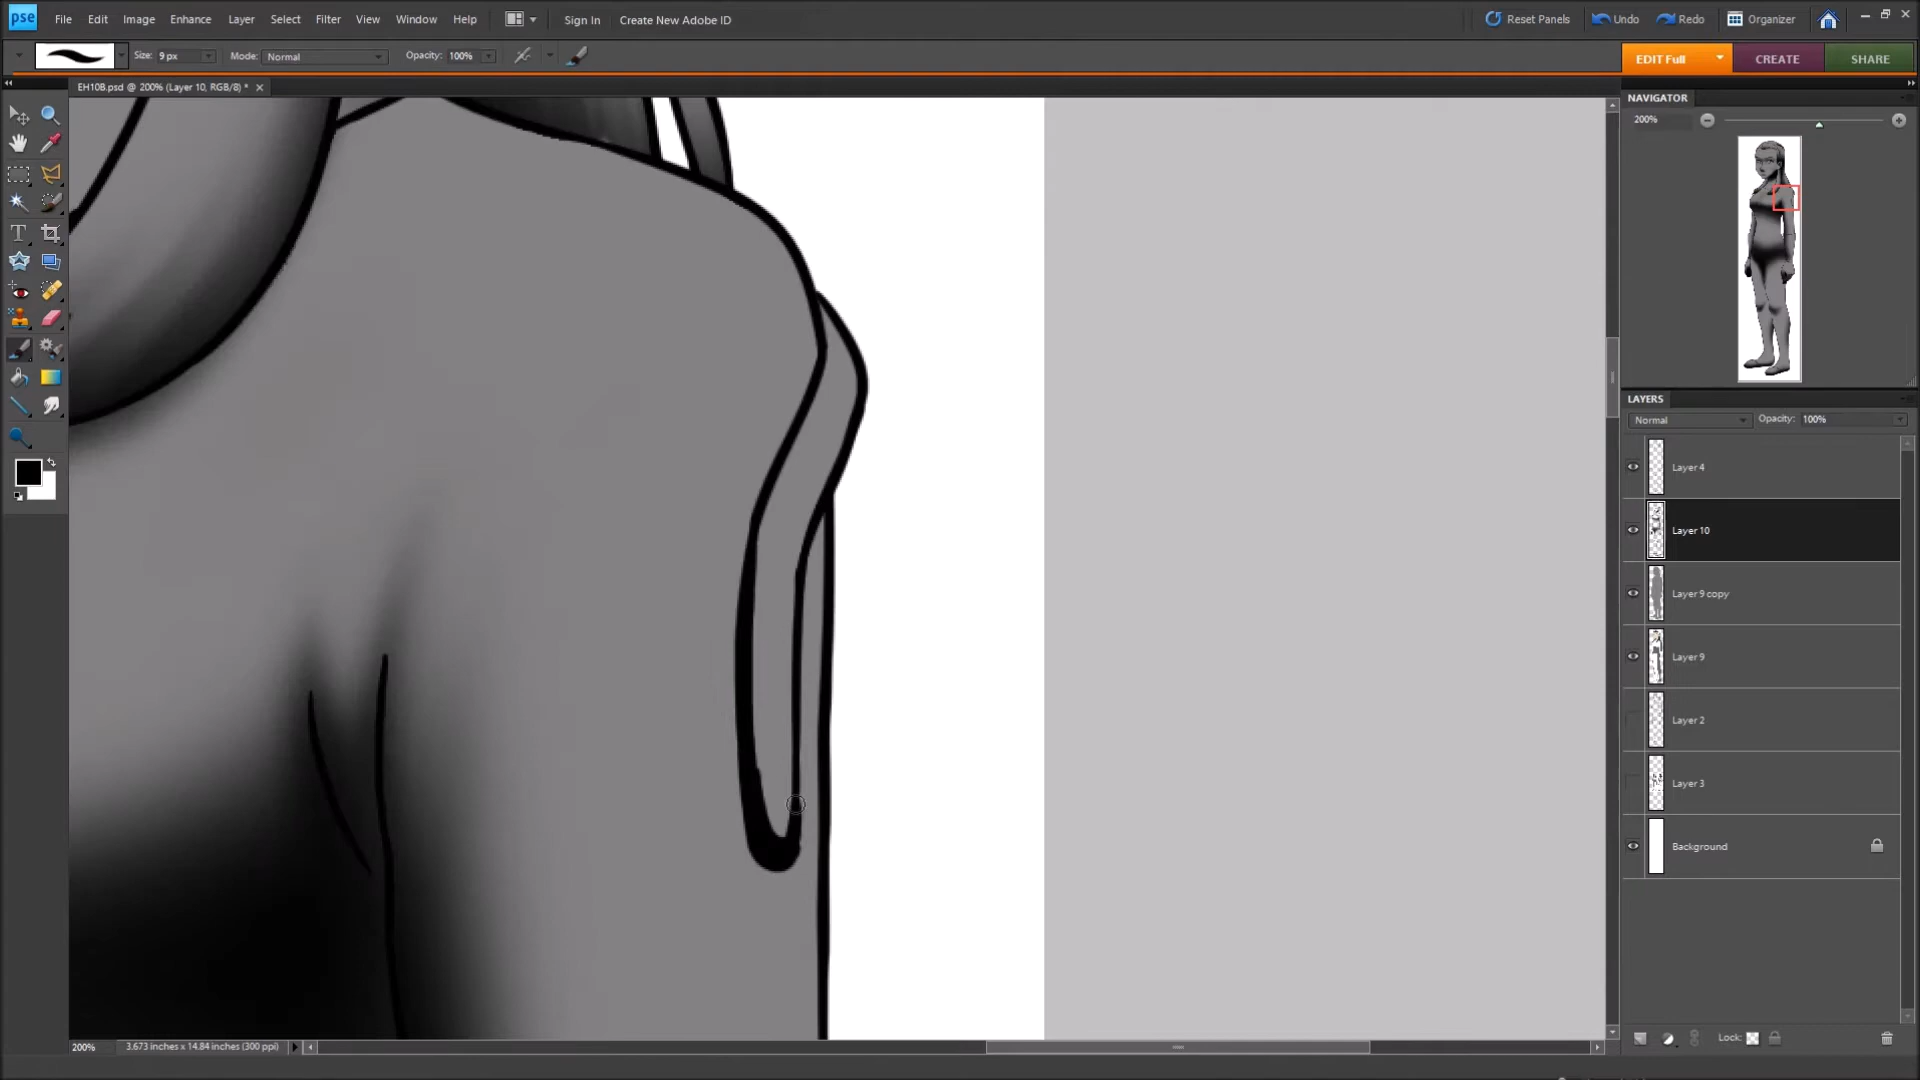 pse File Edit Image Enhance Layer Select Filter View Window Help Sign In Create New Adobe ID Reset Panels Undo Redo Organizer
Size: 9 px Mode: Normal Opacity: 100% EDIT Full CREATE SHARE
EH10B.psd @ 200% (Layer 10, RGB/8) *
NAVIGATOR
200%
LAYERS
Normal Opacity: 100%
Layer 4
Layer 10
Layer 9 copy
Layer 9
Layer 2
Layer 3
Background
Lock:
200% 3.673 inches x 14.84 inches (300 ppi)